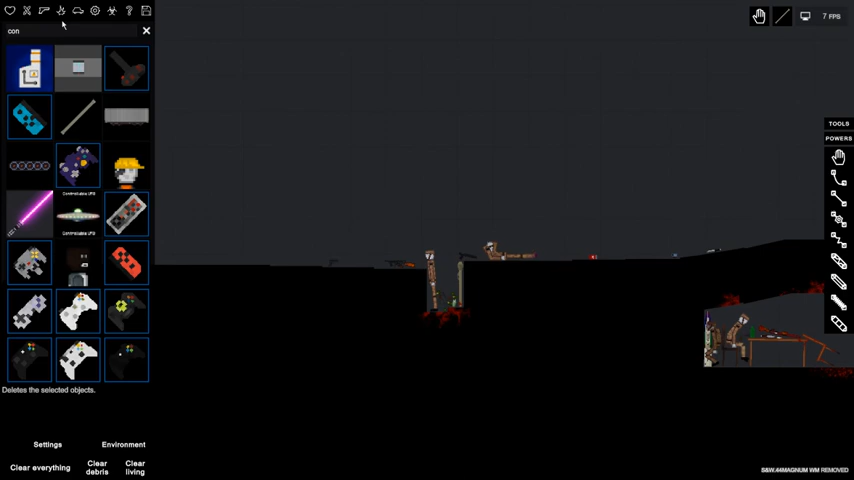 7 FPS
con
TOOLS
POWERS
Controllable UFO
Controllable UFO
Deletes the selected objects.
Settings
Environment
Clear everything
Clear debris
Clear living
S&W.44MAGNUM WM REMOVED